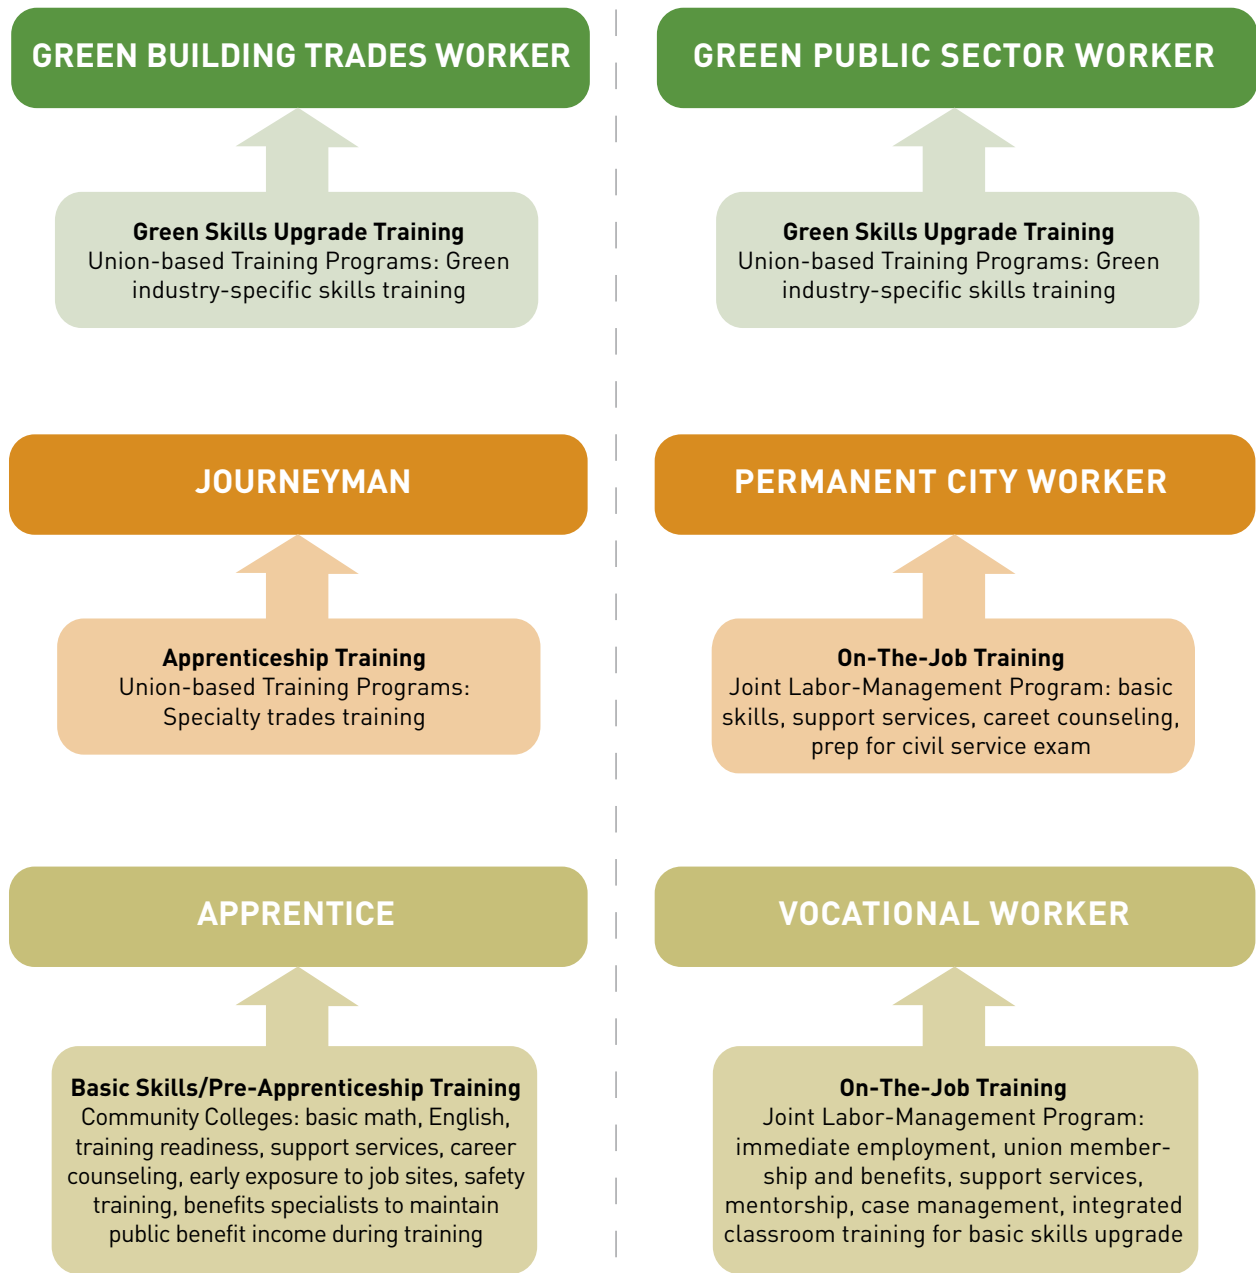 GREEN BUILDING TRADES WORKER
Green Skills Upgrade Training
Union-based Training Programs: Green
industry-specific skills training
JOURNEYMAN
Apprenticeship Training
Union-based Training Programs:
Specialty trades training
APPRENTICE
Basic Skills/Pre-Apprenticeship Training
Community Colleges: basic math, English,
training readiness, support services, career
counseling, early exposure to job sites, safety
training, benefits specialists to maintain
public benefit income during training
GREEN PUBLIC SECTOR WORKER
Green Skills Upgrade Training
Union-based Training Programs: Green
industry-specific skills training
PERMANENT CITY WORKER
On-The-Job Training
Joint Labor-Management Program: basic
skills, support services, careet counseling,
prep for civil service exam
VOCATIONAL WORKER
On-The-Job Training
Joint Labor-Management Program:
immediate employment, union member-
ship and benefits, support services,
mentorship, case management, integrated
classroom training for basic skills upgrade